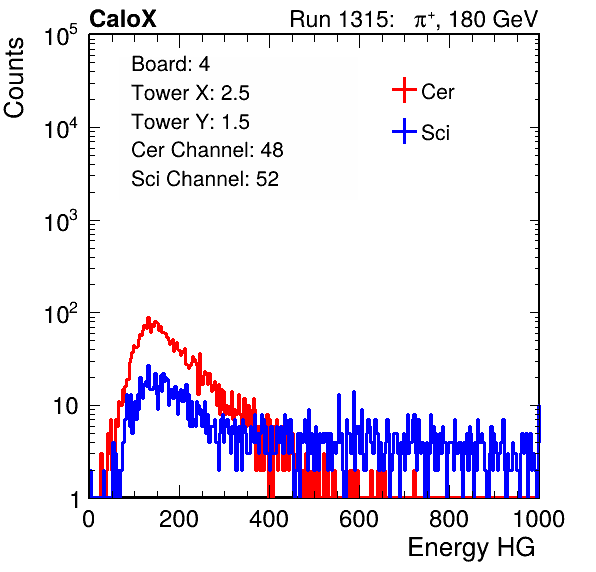 CaloX Run 1315: π⁺, 180 GeV
Counts
10⁵
10⁴
10³
10²
10
1
Board: 4
Tower X: 2.5
Tower Y: 1.5
Cer Channel: 48
Sci Channel: 52
Cer
Sci
0 200 400 600 800 1000
Energy HG